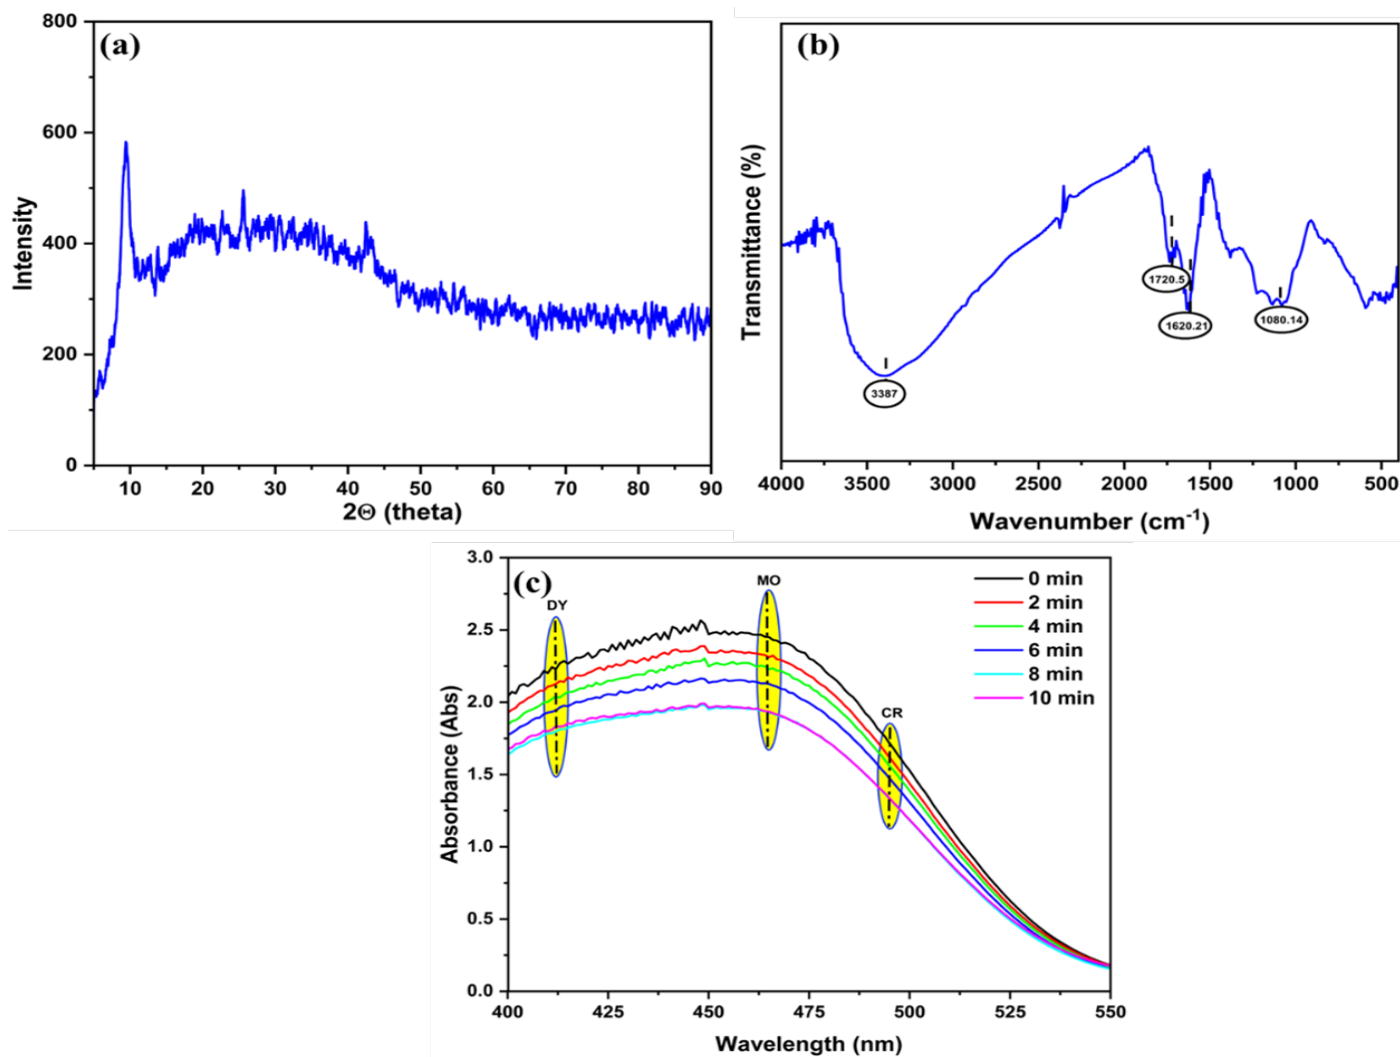 (a)
Intensity
800
600
400
200
0
10 20 30 40 50 60 70 80 90
2Θ (theta)
(b)
Transmittance (%)
1720.5
1620.21
1080.14
3387
4000 3500 3000 2500 2000 1500 1000 500
Wavenumber (cm⁻¹)
(c)
Absorbance (Abs)
3.0
2.5
2.0
1.5
1.0
0.5
0.0
DY
MO
CR
0 min
2 min
4 min
6 min
8 min
10 min
400 425 450 475 500 525 550
Wavelength (nm)